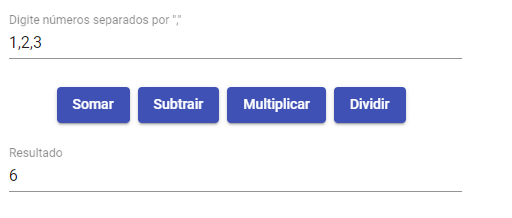 Digite números separados por ","
1,2,3
Somar Subtrair Multiplicar Dividir
Resultado
6